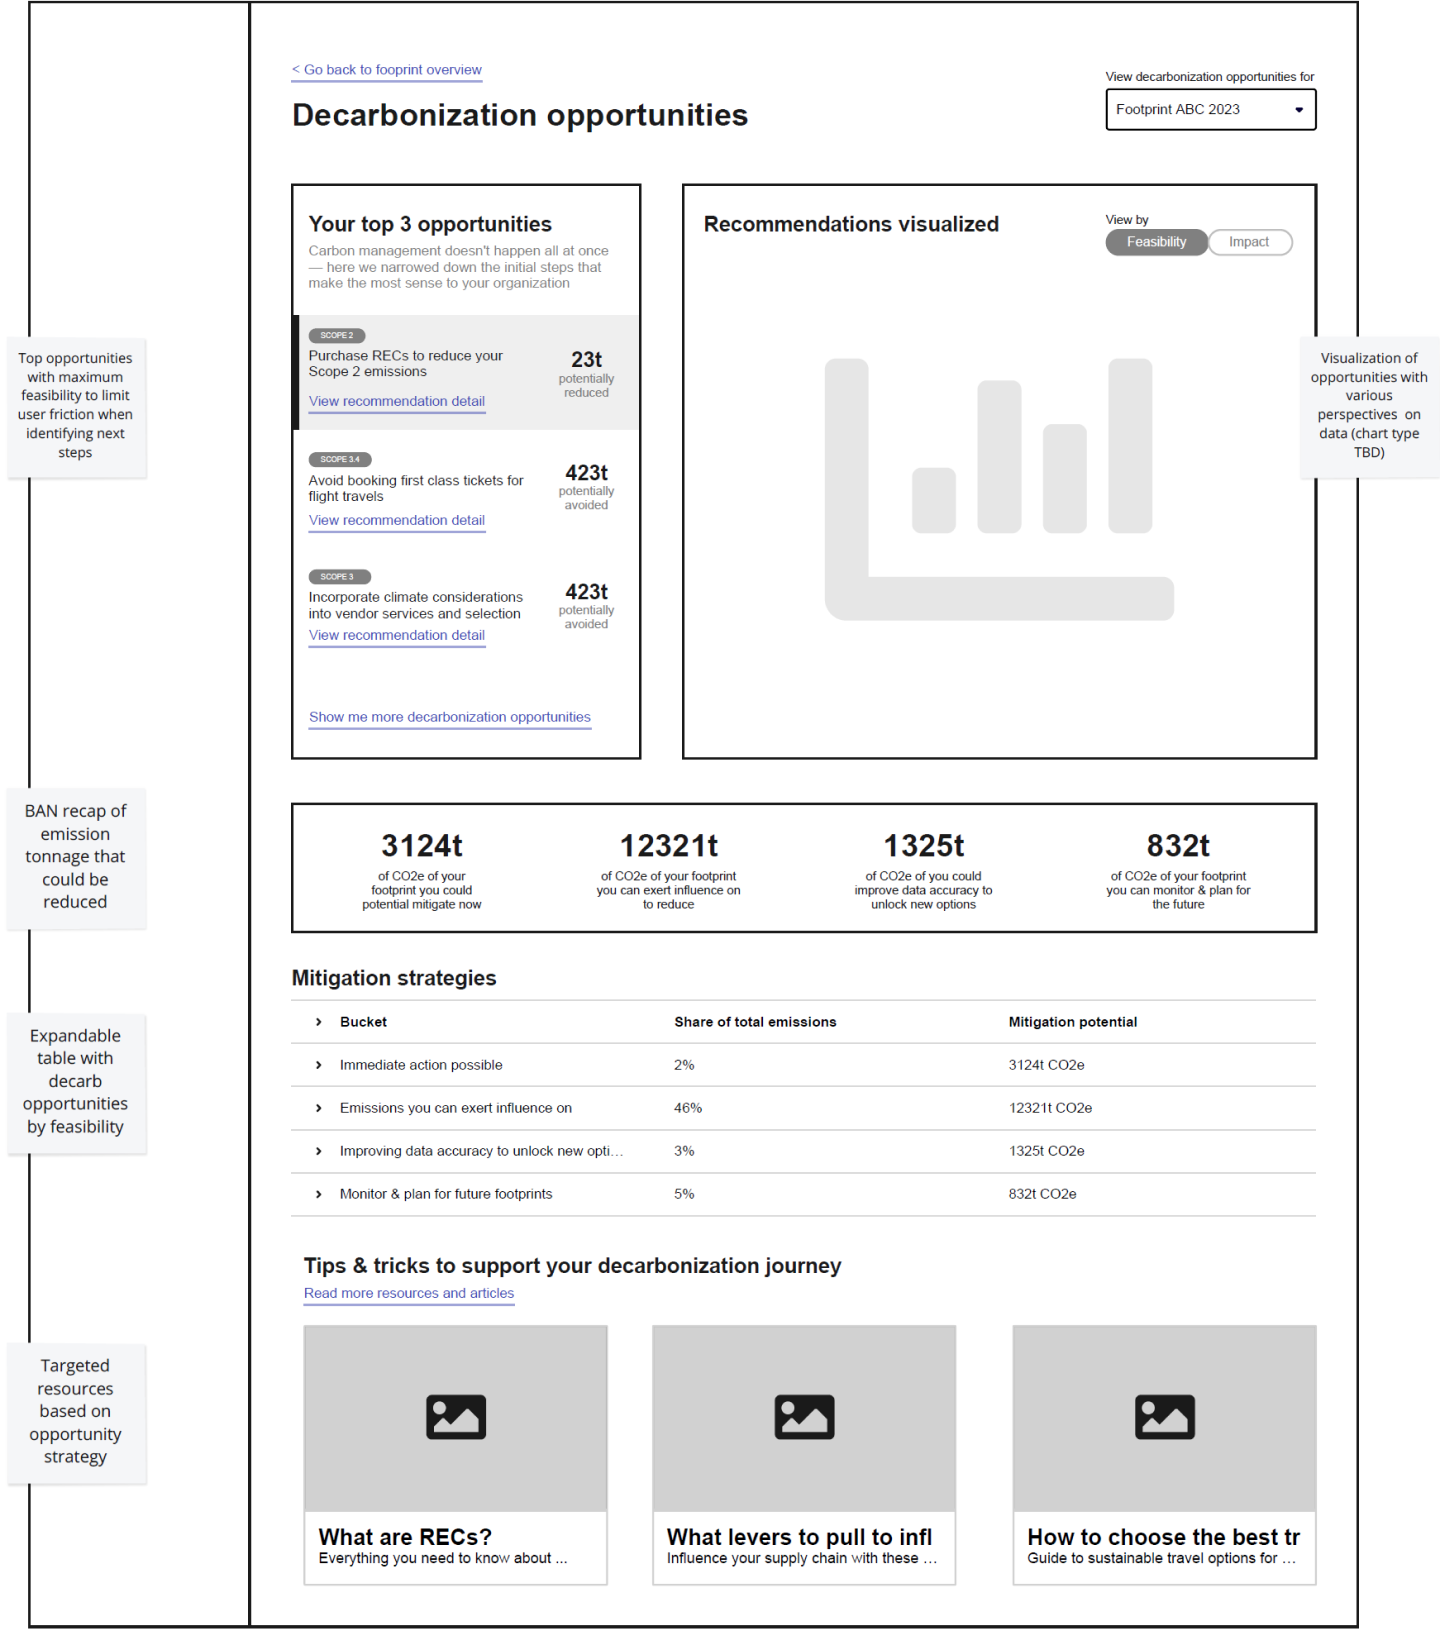 < Go back to fooprint overview
Decarbonization opportunities
View decarbonization opportunities for
Footprint ABC 2023
Your top 3 opportunities
Carbon management doesn't happen all at once
— here we narrowed down the initial steps that
make the most sense to your organization
SCOPE 2
Purchase RECs to reduce your
Scope 2 emissions
View recommendation detail
23t
potentially
reduced
SCOPE 3.4
Avoid booking first class tickets for
flight travels
View recommendation detail
423t
potentially
avoided
SCOPE 3
Incorporate climate considerations
into vendor services and selection
View recommendation detail
423t
potentially
avoided
Show me more decarbonization opportunities
Recommendations visualized
View by
Feasibility
Impact
Top opportunities
with maximum
feasibility to limit
user friction when
identifying next
steps
Visualization of
opportunities with
various
perspectives on
data (chart type
TBD)
BAN recap of
emission
tonnage that
could be
reduced
3124t
of CO2e of your
footprint you could
potential mitigate now
12321t
of CO2e of your footprint
you can exert influence on
to reduce
1325t
of CO2e of you could
improve data accuracy to
unlock new options
832t
of CO2e of your footprint
you can monitor & plan for
the future
Expandable
table with
decarb
opportunities
by feasibility
Mitigation strategies
Bucket Share of total emissions Mitigation potential
Immediate action possible 2% 3124t CO2e
Emissions you can exert influence on 46% 12321t CO2e
Improving data accuracy to unlock new opti... 3% 1325t CO2e
Monitor & plan for future footprints 5% 832t CO2e
Targeted
resources
based on
opportunity
strategy
Tips & tricks to support your decarbonization journey
Read more resources and articles
What are RECs?
Everything you need to know about ...
What levers to pull to infl
Influence your supply chain with these ...
How to choose the best tr
Guide to sustainable travel options for ...